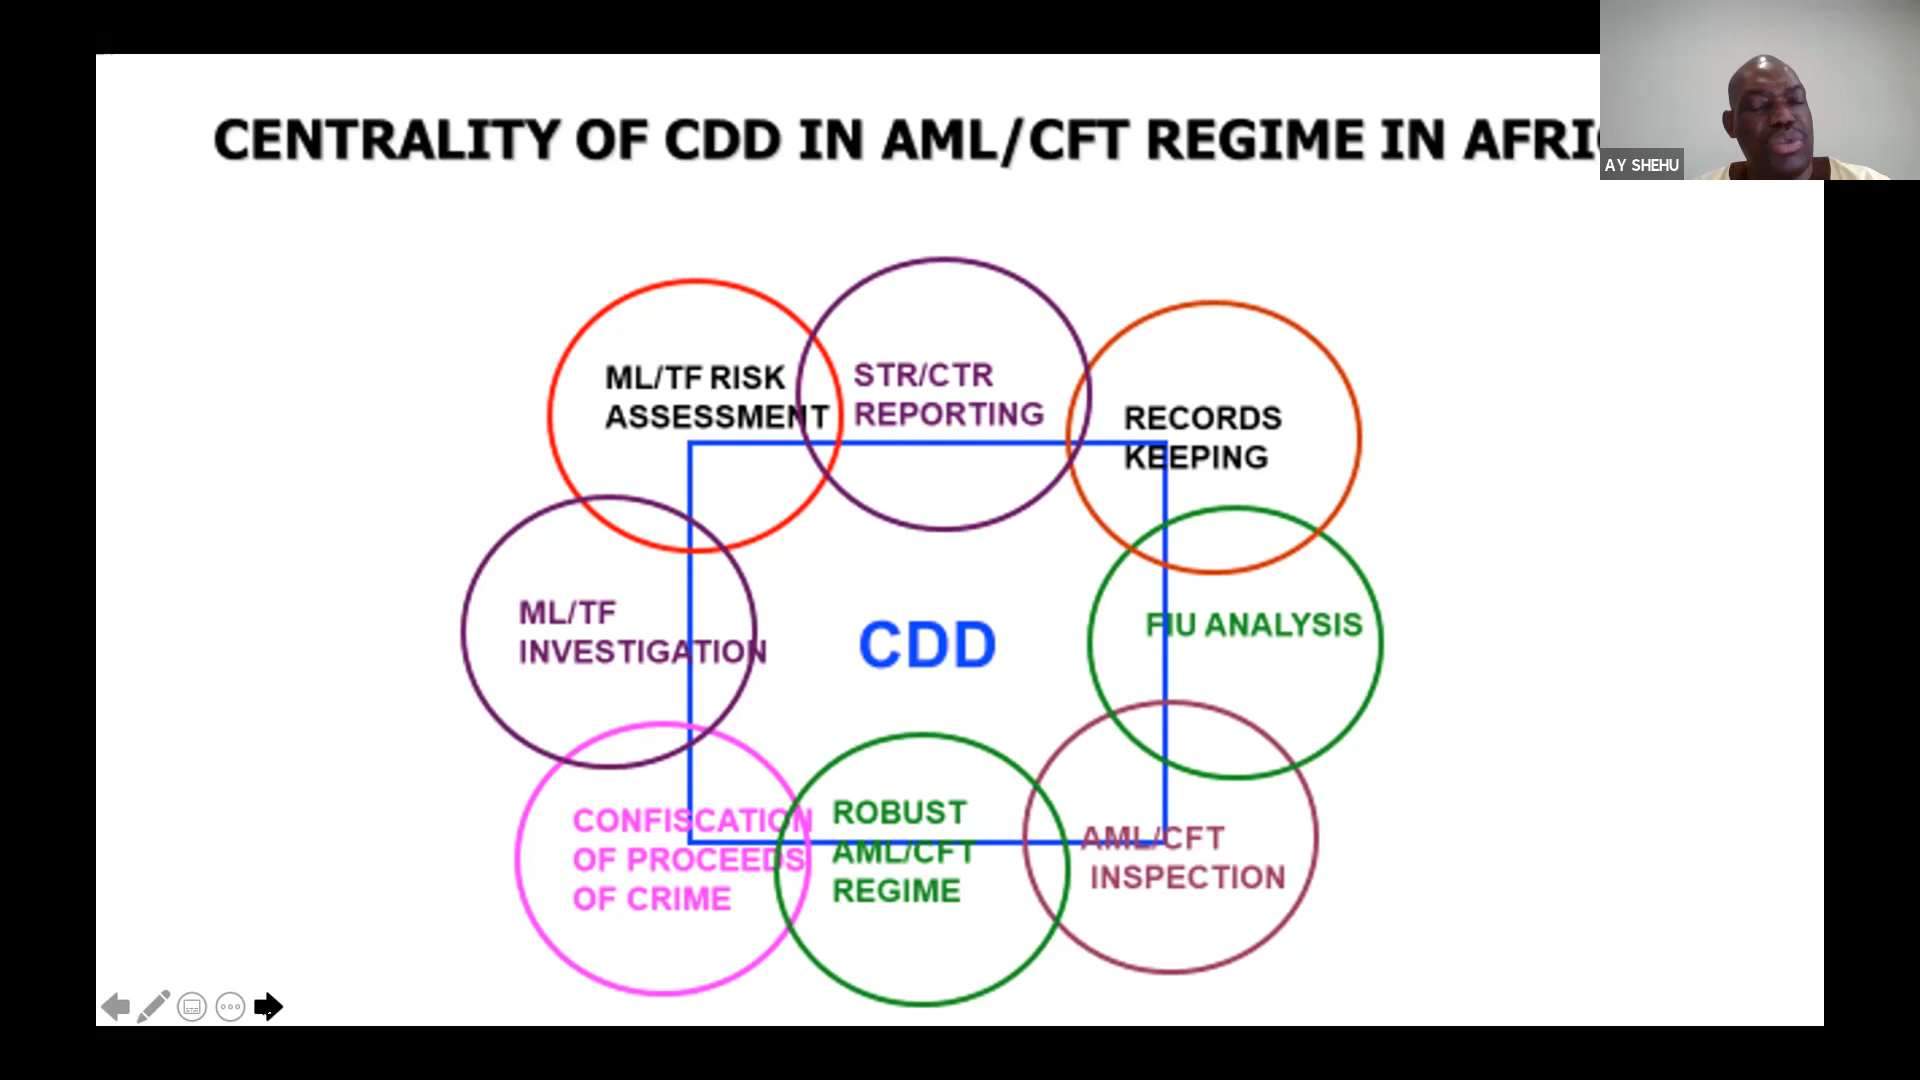 CENTRALITY OF CDD IN AML/CFT REGIME IN
AY SHEHU
ML/TF RISK
ASSESSMENT
STR/CTR
REPORTING
RECORDS
KEEPING
ML/TF
INVESTIGATION
CDD
FIU ANALYSIS
CONFISCATION
OF PROCEEDS
OF CRIME
ROBUST
AML/CFT
REGIME
AML/CFT
INSPECTION